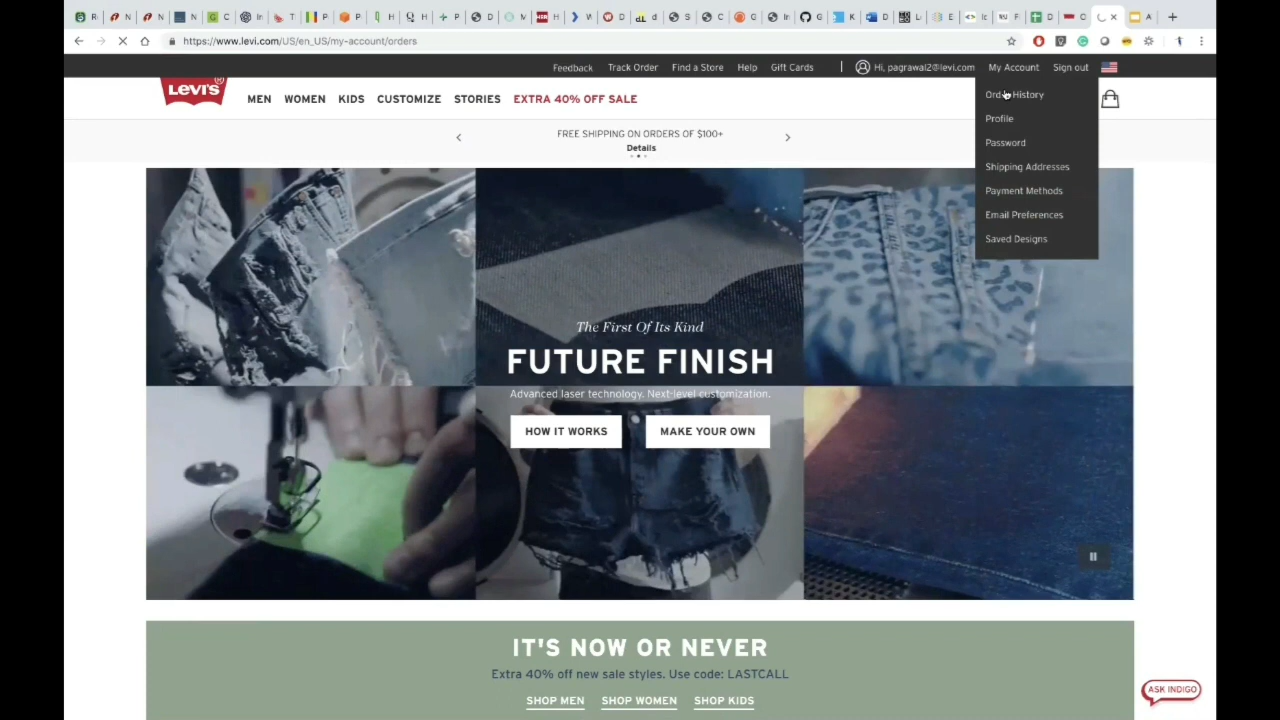 https://www.levi.com/US/en_US/my-account/orders
Feedback Track Order Find a Store Help Gift Cards Hi, pagrawal2@levi.com My Account Sign out
LEVI'S
MEN WOMEN KIDS CUSTOMIZE STORIES EXTRA 40% OFF SALE
Order History
Profile
Password
Shipping Addresses
Payment Methods
Email Preferences
Saved Designs
FREE SHIPPING ON ORDERS OF $100+
Details
The First Of Its Kind
FUTURE FINISH
Advanced laser technology. Next-level customization.
HOW IT WORKS MAKE YOUR OWN
IT'S NOW OR NEVER
Extra 40% off new sale styles. Use code: LASTCALL
SHOP MEN SHOP WOMEN SHOP KIDS
ASK INDIGO